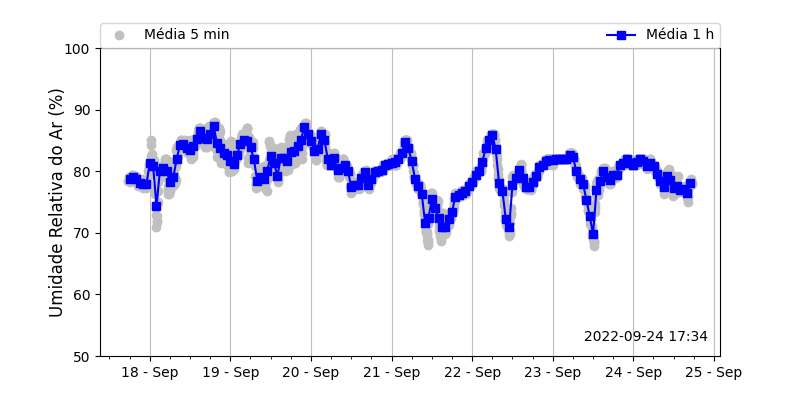 Média 5 min
Média 1 h
Umidade Relativa do Ar (%)
100
90
80
70
60
50
2022-09-24 17:34
18 - Sep
19 - Sep
20 - Sep
21 - Sep
22 - Sep
23 - Sep
24 - Sep
25 - Sep